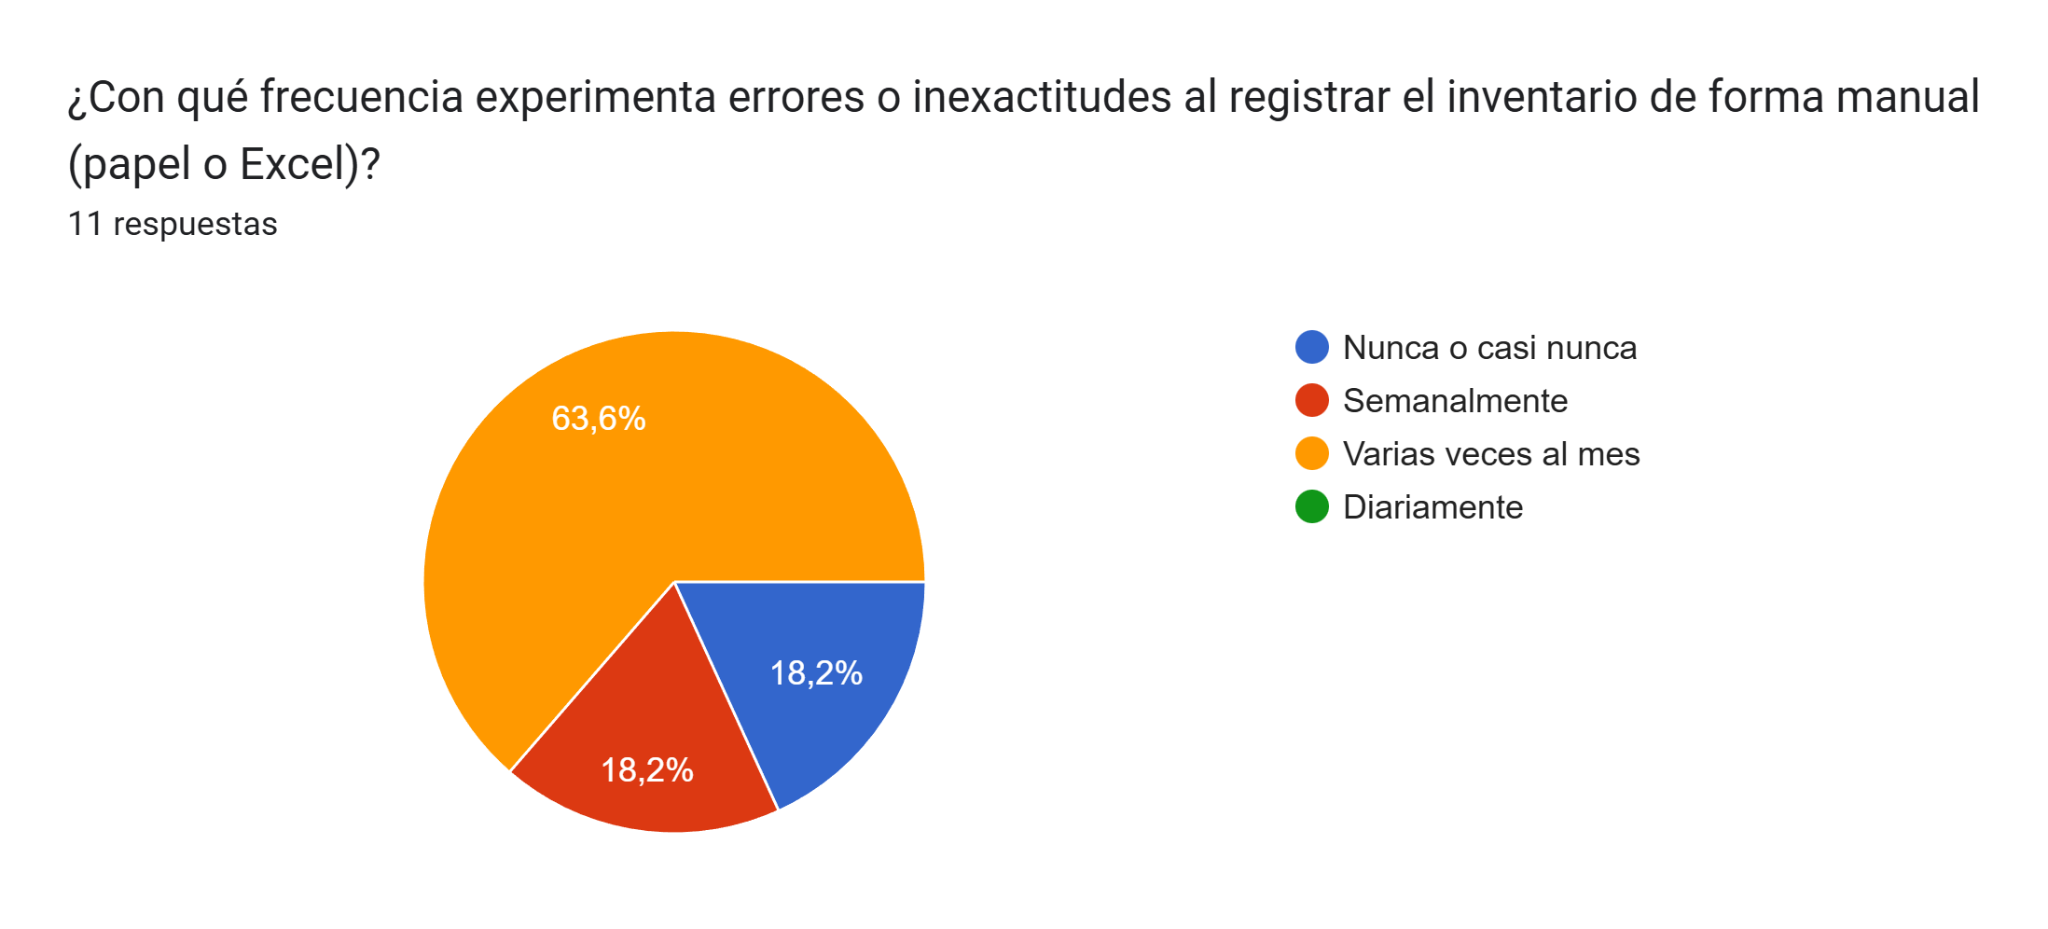 ¿Con qué frecuencia experimenta errores o inexactitudes al registrar el inventario de forma manual
(papel o Excel)?
11 respuestas
Nunca o casi nunca
Semanalmente
Varias veces al mes
Diariamente
63,6%
18,2%
18,2%